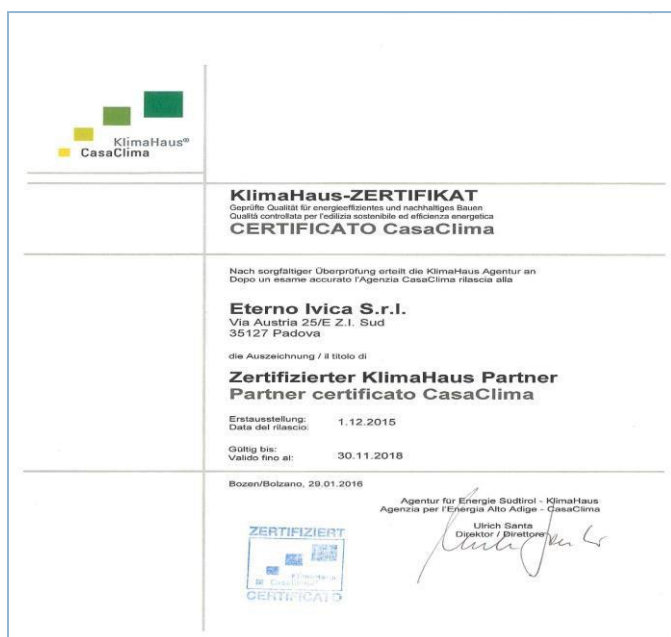 KlimaHaus®
CasaClima
KlimaHaus-ZERTIFIKAT
Geprüfte Qualität für energieeffizientes und nachhaltiges Bauen
Qualità controllata per l'edilizia sostenibile ed efficienza energetica
CERTIFICATO CasaClima
Nach sorgfältiger Überprüfung erteilt die KlimaHaus Agentur an
Dopo un esame accurato l'Agenzia CasaClima rilascia alla
Eterno Ivica S.r.l.
Via Austria 25/E Z.I. Sud
35127 Padova
die Auszeichnung / il titolo di
Zertifizierter KlimaHaus Partner
Partner certificato CasaClima
Erstausstellung:
Data del rilascio: 1.12.2015
Gültig bis:
Valido fino al: 30.11.2018
Bozen/Bolzano, 29.01.2016
Agentur für Energie Südtirol - KlimaHaus
Agenzia per l'Energia Alto Adige - CasaClima
Ulrich Santa
Direktor / Direttore
ZERTIFIZIERT
KlimaHaus
CasaClima
CERTIFICATO